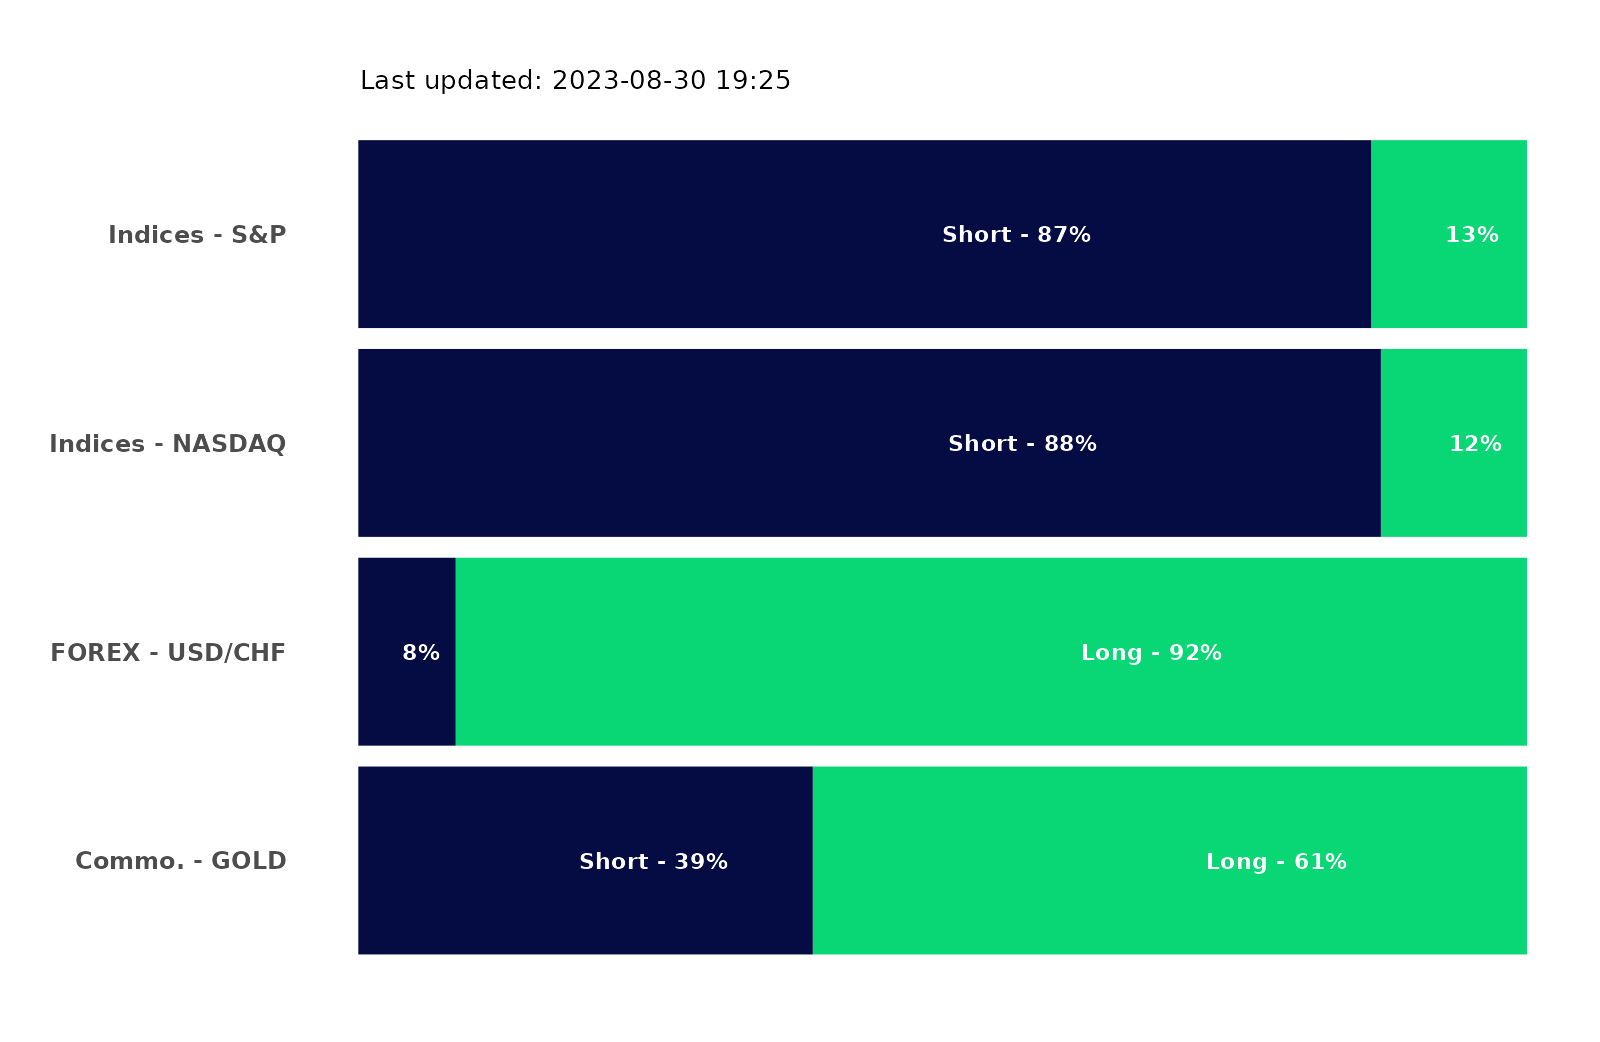 Last updated: 2023-08-30 19:25
Indices - S&P Short - 87% 13%
Indices - NASDAQ Short - 88% 12%
FOREX - USD/CHF 8% Long - 92%
Commo. - GOLD Short - 39% Long - 61%